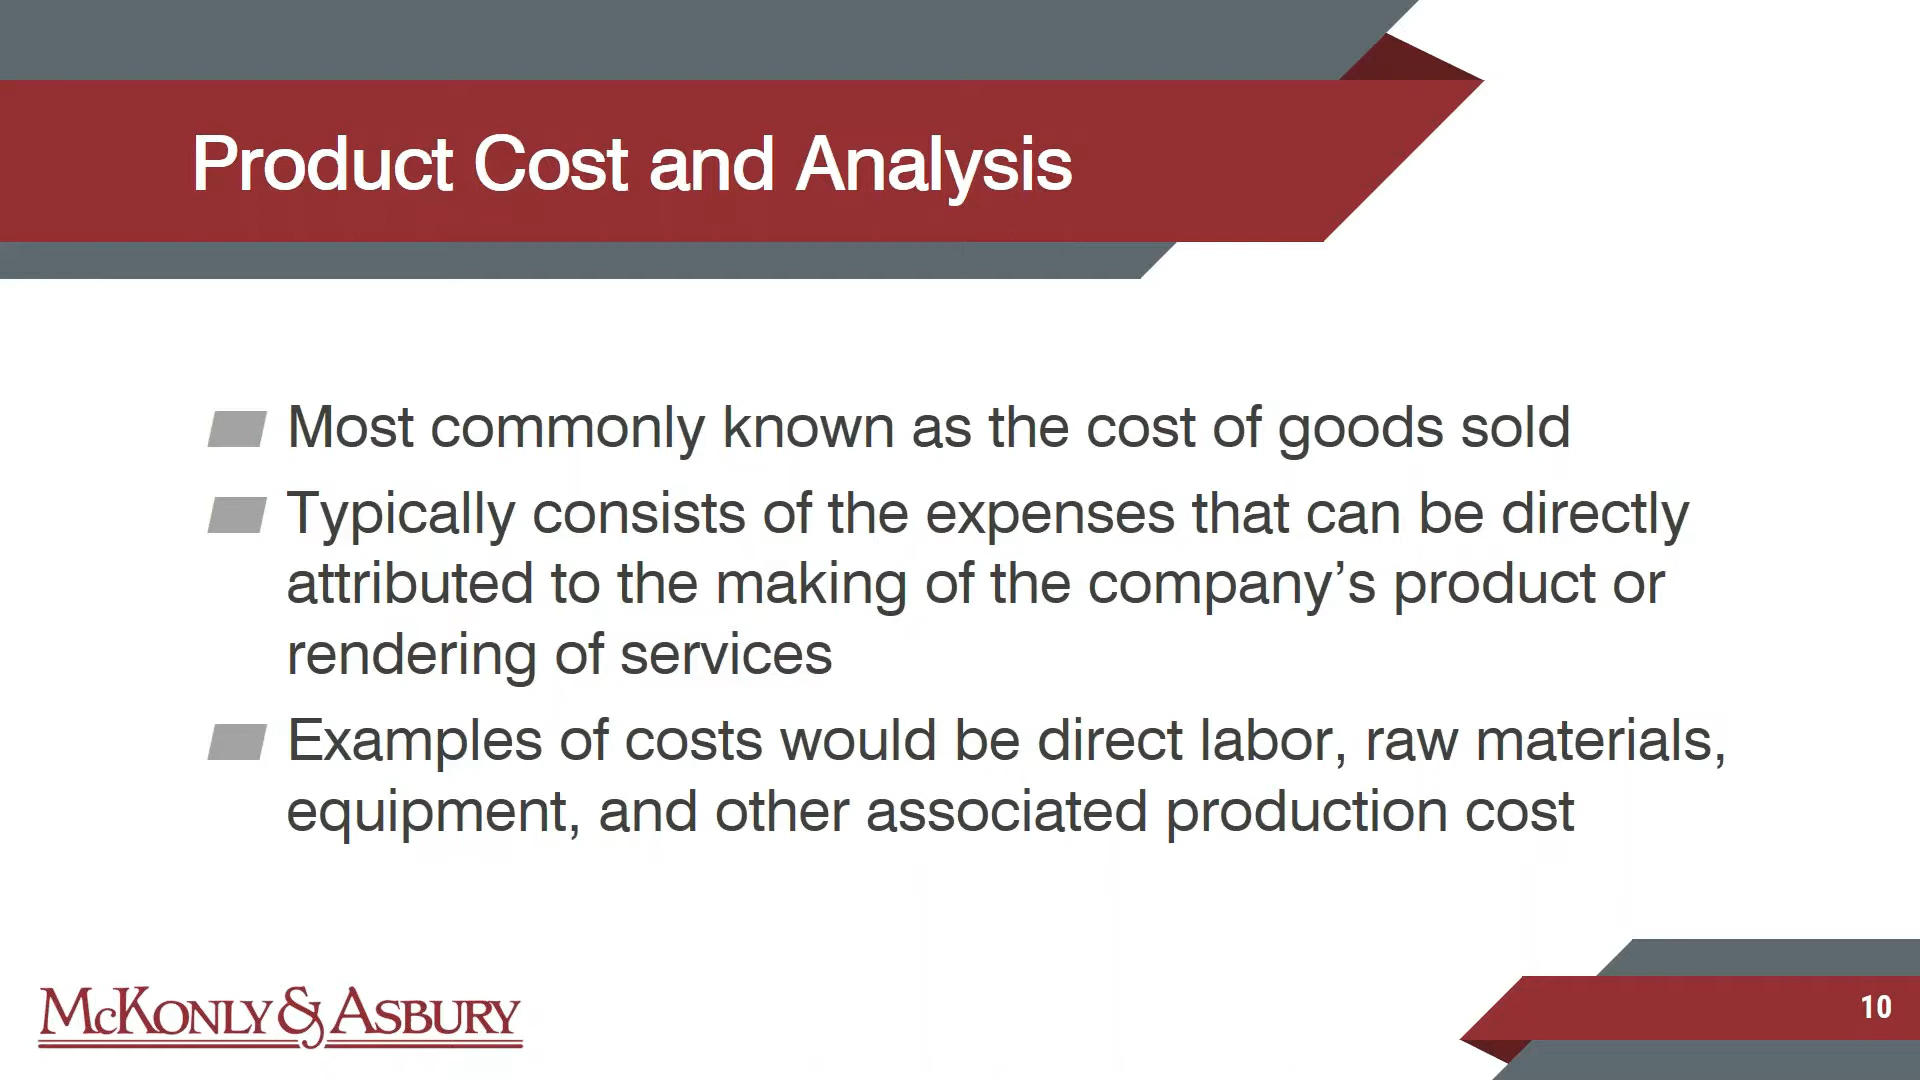 Product Cost and Analysis
Most commonly known as the cost of goods sold
Typically consists of the expenses that can be directly
attributed to the making of the company’s product or
rendering of services
Examples of costs would be direct labor, raw materials,
equipment, and other associated production cost
McKonly & Asbury
10